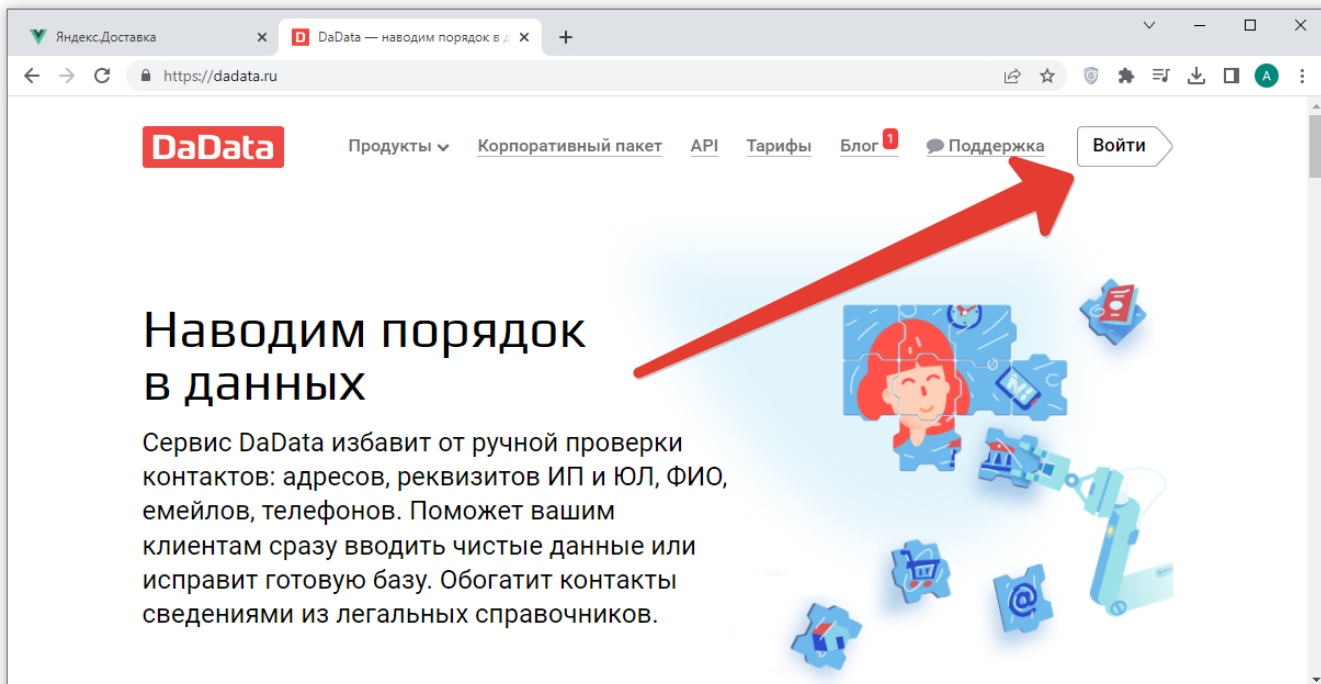 Яндекс.Доставка
DaData — наводим порядок в д
https://dadata.ru
A
DaData
Продукты
Корпоративный пакет
API
Тарифы
Блог
1
Поддержка
Войти
Наводим порядок
в данных
Сервис DaData избавит от ручной проверки
контактов: адресов, реквизитов ИП и ЮЛ, ФИО,
емейлов, телефонов. Поможет вашим
клиентам сразу вводить чистые данные или
исправит готовую базу. Обогатит контакты
сведениями из легальных справочников.
@